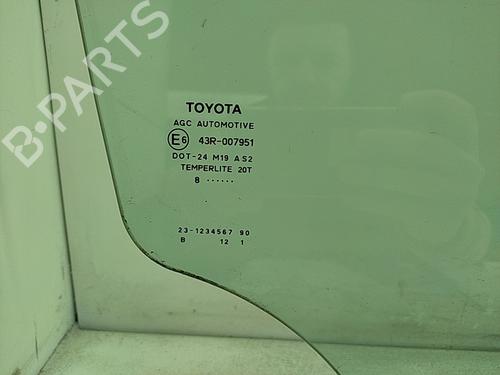 B-PARTS
TOYOTA
AGC AUTOMOTIVE
E6 43R-007951
DOT-24 M19 AS2
TEMPERLITE 20T
8 ······
23-1234567 90
B 12 1